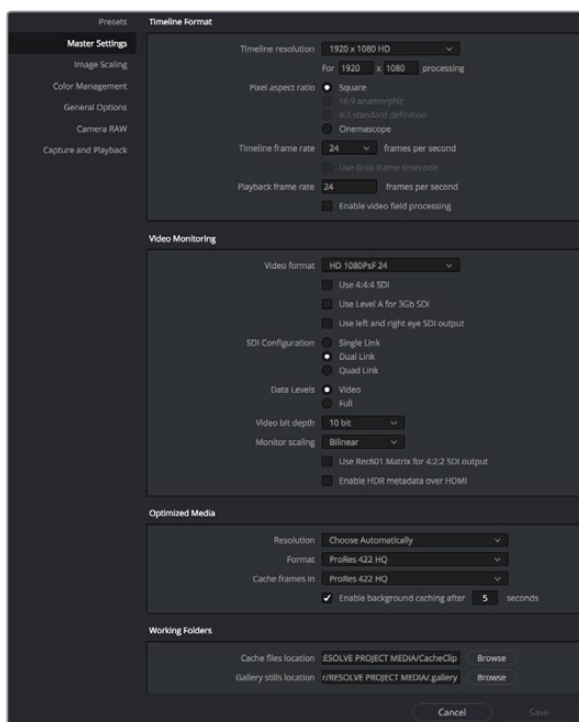 Presets
Master Settings
Image Scaling
Color Management
General Options
Camera RAW
Capture and Playback
Timeline Format
Timeline resolution 1920 x 1080 HD
For 1920 x 1080 processing
Pixel aspect ratio Square
16:9 anamorphic
4:3 standard definition
Cinemascope
Timeline frame rate 24 frames per second
Use drop frame timecode
Playback frame rate 24 frames per second
Enable video field processing
Video Monitoring
Video format HD 1080PsF 24
Use 4:4:4 SDI
Use Level A for 3Gb SDI
Use left and right eye SDI output
SDI Configuration Single Link
Dual Link
Quad Link
Data Levels Video
Full
Video bit depth 10 bit
Monitor scaling Bilinear
Use Rec601 Matrix for 4:2:2 SDI output
Enable HDR metadata over HDMI
Optimized Media
Resolution Choose Automatically
Format ProRes 422 HQ
Cache frames in ProRes 422 HQ
Enable background caching after 5 seconds
Working Folders
Cache files location ESOLVE PROJECT MEDIA/CacheClip Browse
Gallery stills location r/RESOLVE PROJECT MEDIA/.gallery Browse
Cancel Save